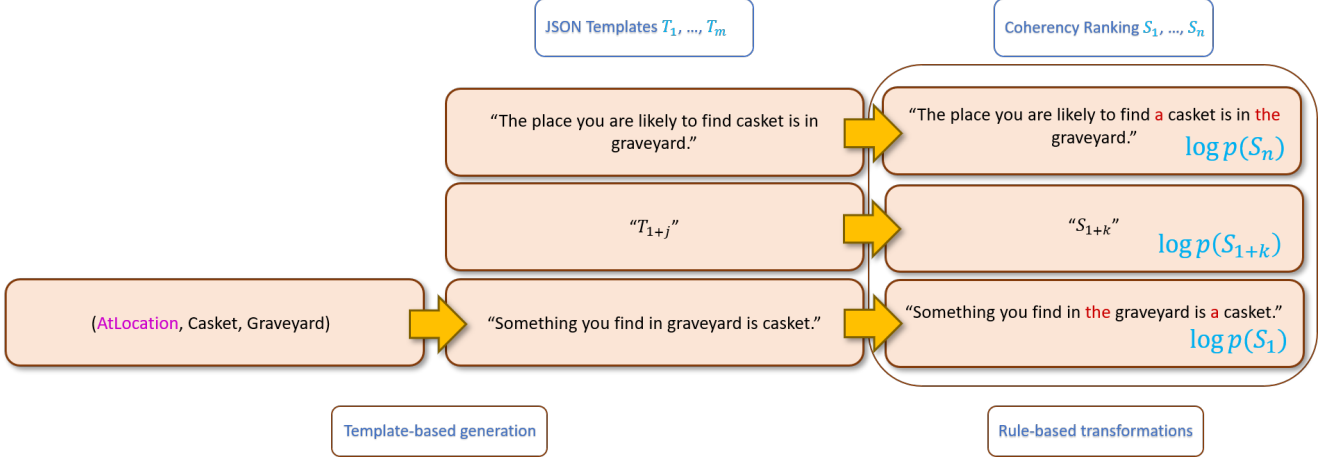 JSON Templates T₁, …, Tₘ
Coherency Ranking S₁, …, Sₙ
“The place you are likely to find casket is in
graveyard.”
“The place you are likely to find a casket is in the
graveyard.”
log p(Sₙ)
“T₁₊ⱼ”
“S₁₊ₖ”
log p(S₁₊ₖ)
(AtLocation, Casket, Graveyard)
“Something you find in graveyard is casket.”
“Something you find in the graveyard is a casket.”
log p(S₁)
Template-based generation
Rule-based transformations